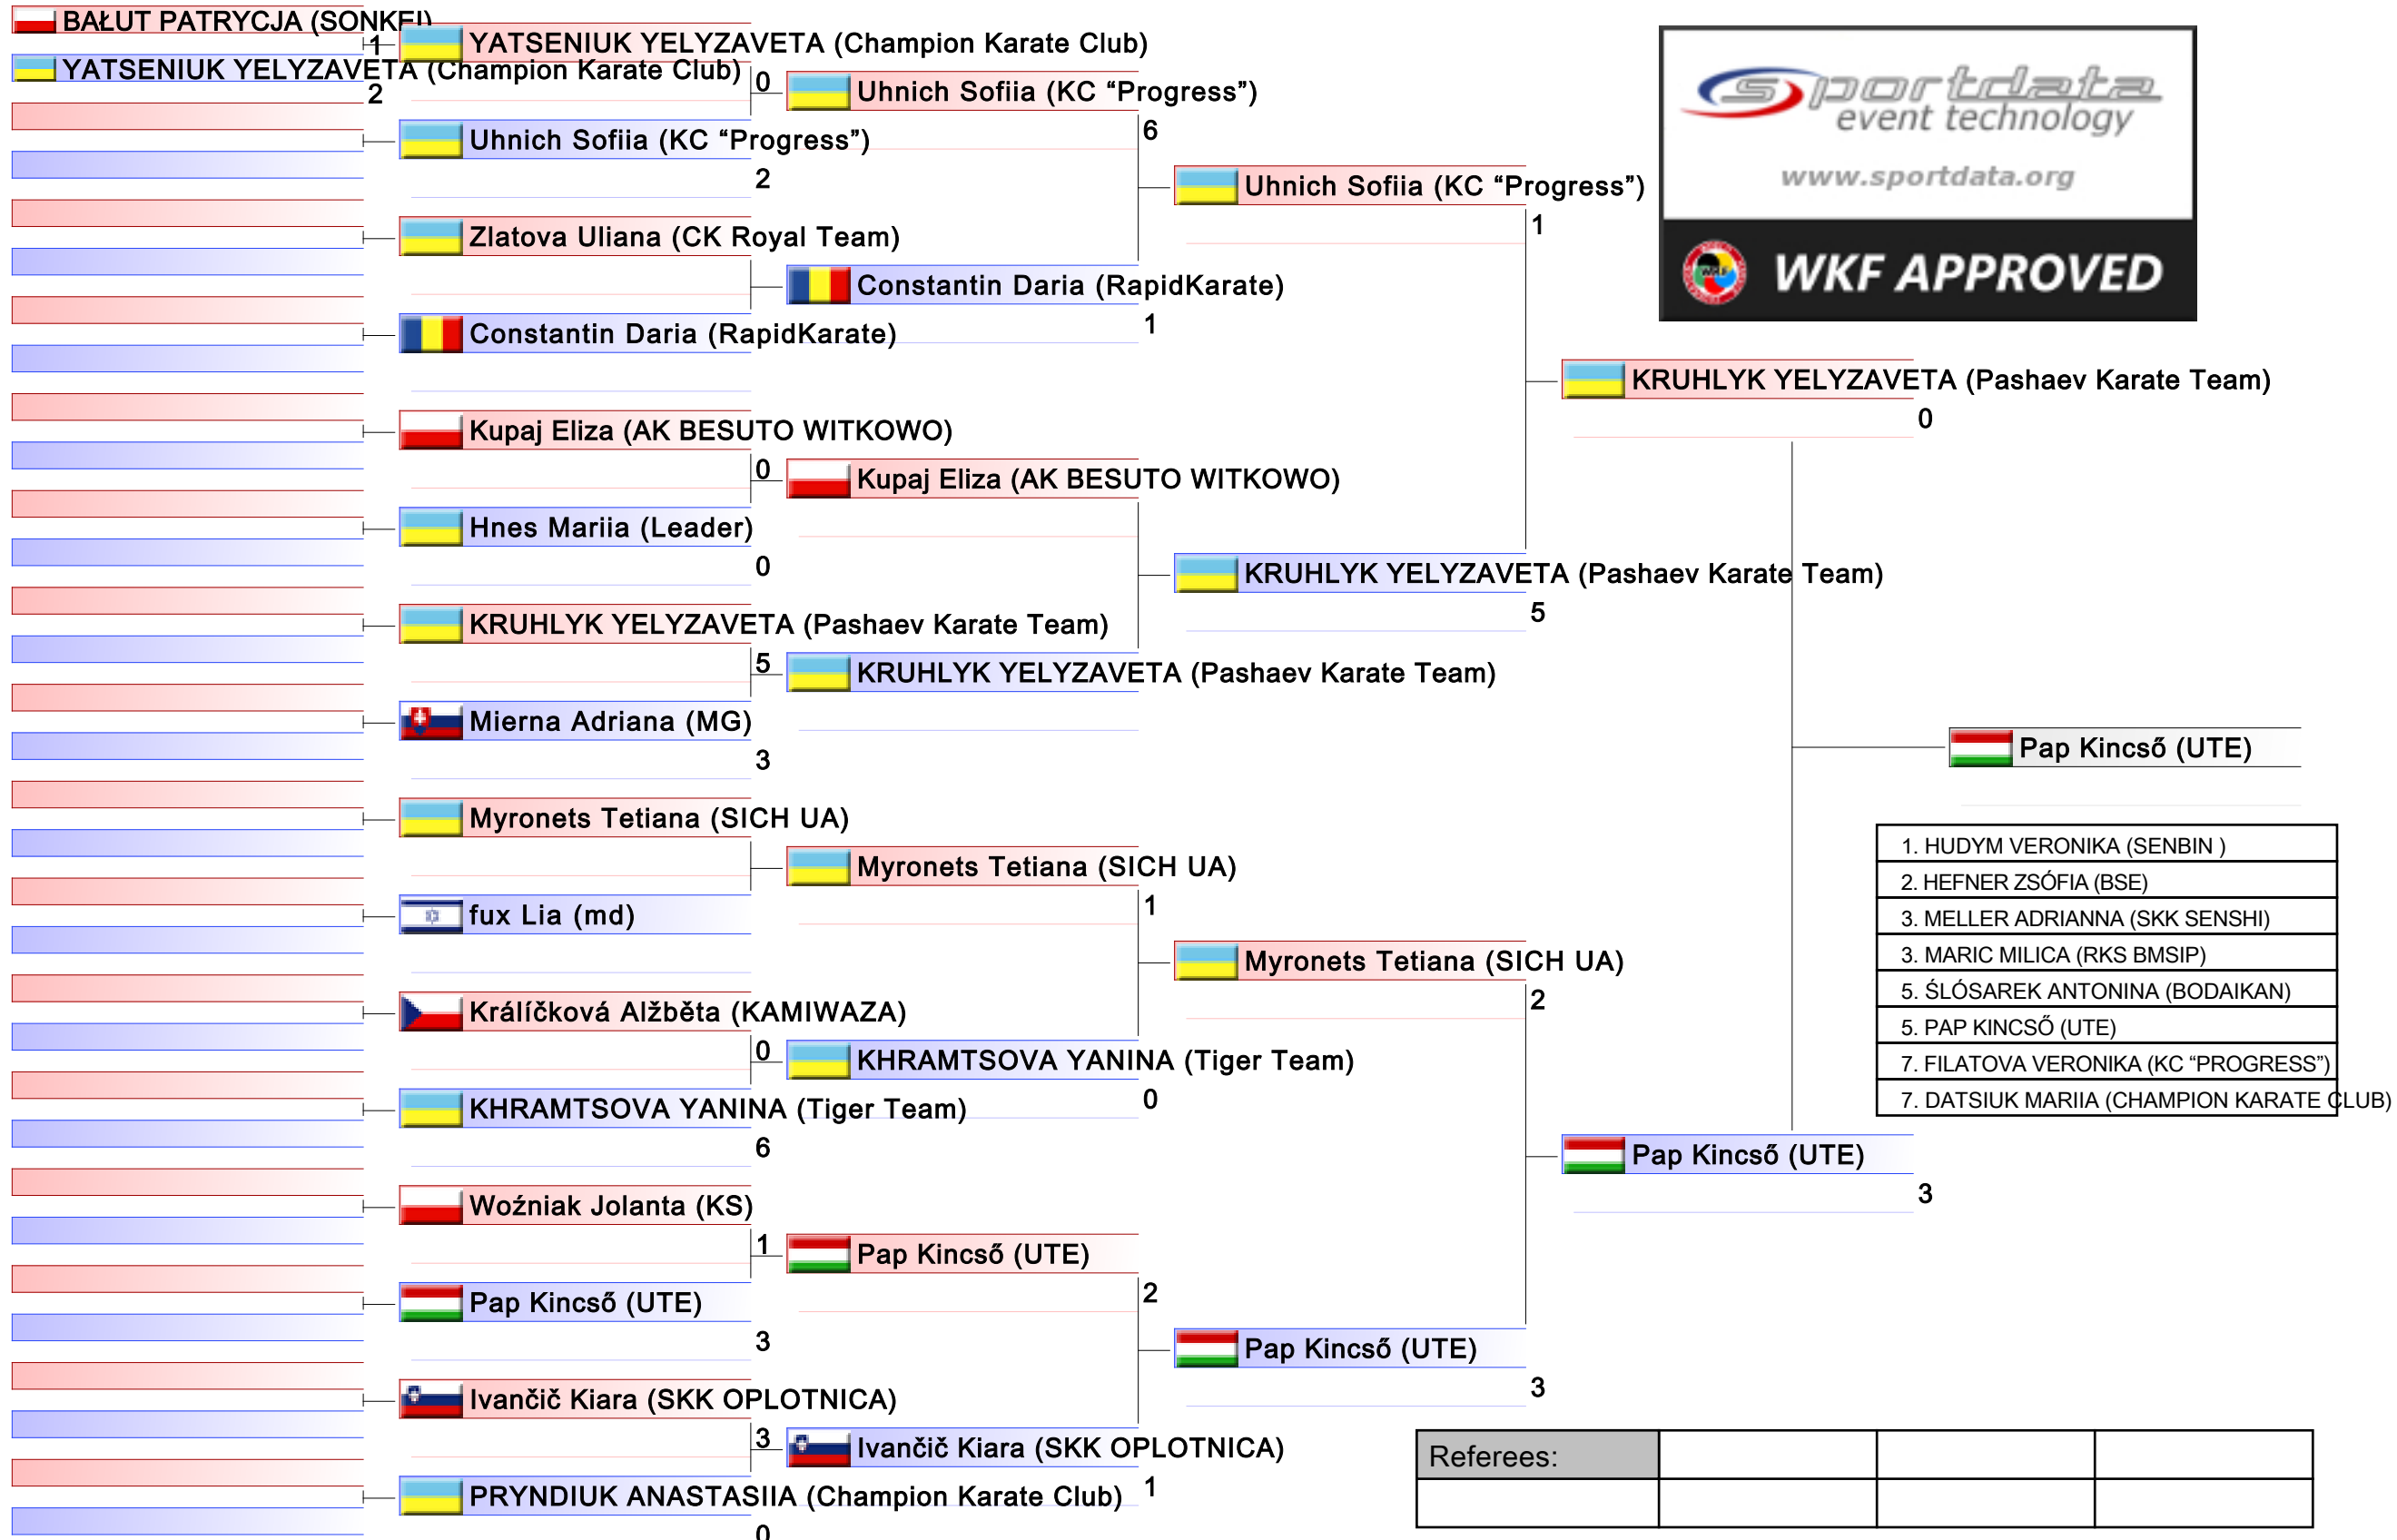 BAŁUT PATRYCJA (SONKEI)
1
YATSENIUK YELYZAVETA (Champion Karate Club)
2
YATSENIUK YELYZAVETA (Champion Karate Club)
0
Uhnich Sofiia (KC “Progress”)
2
Zlatova Uliana (CK Royal Team)
Constantin Daria (RapidKarate)
Kupaj Eliza (AK BESUTO WITKOWO)
0
Hnes Mariia (Leader)
0
KRUHLYK YELYZAVETA (Pashaev Karate Team)
5
Mierna Adriana (MG)
3
Myronets Tetiana (SICH UA)
fux Lia (md)
Králíčková Alžběta (KAMIWAZA)
0
KHRAMTSOVA YANINA (Tiger Team)
6
Woźniak Jolanta (KS)
1
Pap Kincső (UTE)
3
Ivančič Kiara (SKK OPLOTNICA)
3
PRYNDIUK ANASTASIIA (Champion Karate Club)
0
Uhnich Sofiia (KC “Progress”)
6
Constantin Daria (RapidKarate)
1
Kupaj Eliza (AK BESUTO WITKOWO)
KRUHLYK YELYZAVETA (Pashaev Karate Team)
Myronets Tetiana (SICH UA)
1
KHRAMTSOVA YANINA (Tiger Team)
0
Pap Kincső (UTE)
2
Ivančič Kiara (SKK OPLOTNICA)
1
Uhnich Sofiia (KC “Progress”)
1
KRUHLYK YELYZAVETA (Pashaev Karate Team)
5
Myronets Tetiana (SICH UA)
2
Pap Kincső (UTE)
3
KRUHLYK YELYZAVETA (Pashaev Karate Team)
0
Pap Kincső (UTE)
3
Pap Kincső (UTE)
sportdata
event technology
www.sportdata.org
WKF
WKF APPROVED
1. HUDYM VERONIKA (SENBIN )
2. HEFNER ZSÓFIA (BSE)
3. MELLER ADRIANNA (SKK SENSHI)
3. MARIC MILICA (RKS BMSIP)
5. ŚLÓSAREK ANTONINA (BODAIKAN)
5. PAP KINCSŐ (UTE)
7. FILATOVA VERONIKA (KC “PROGRESS”)
7. DATSIUK MARIIA (CHAMPION KARATE CLUB)
Referees: